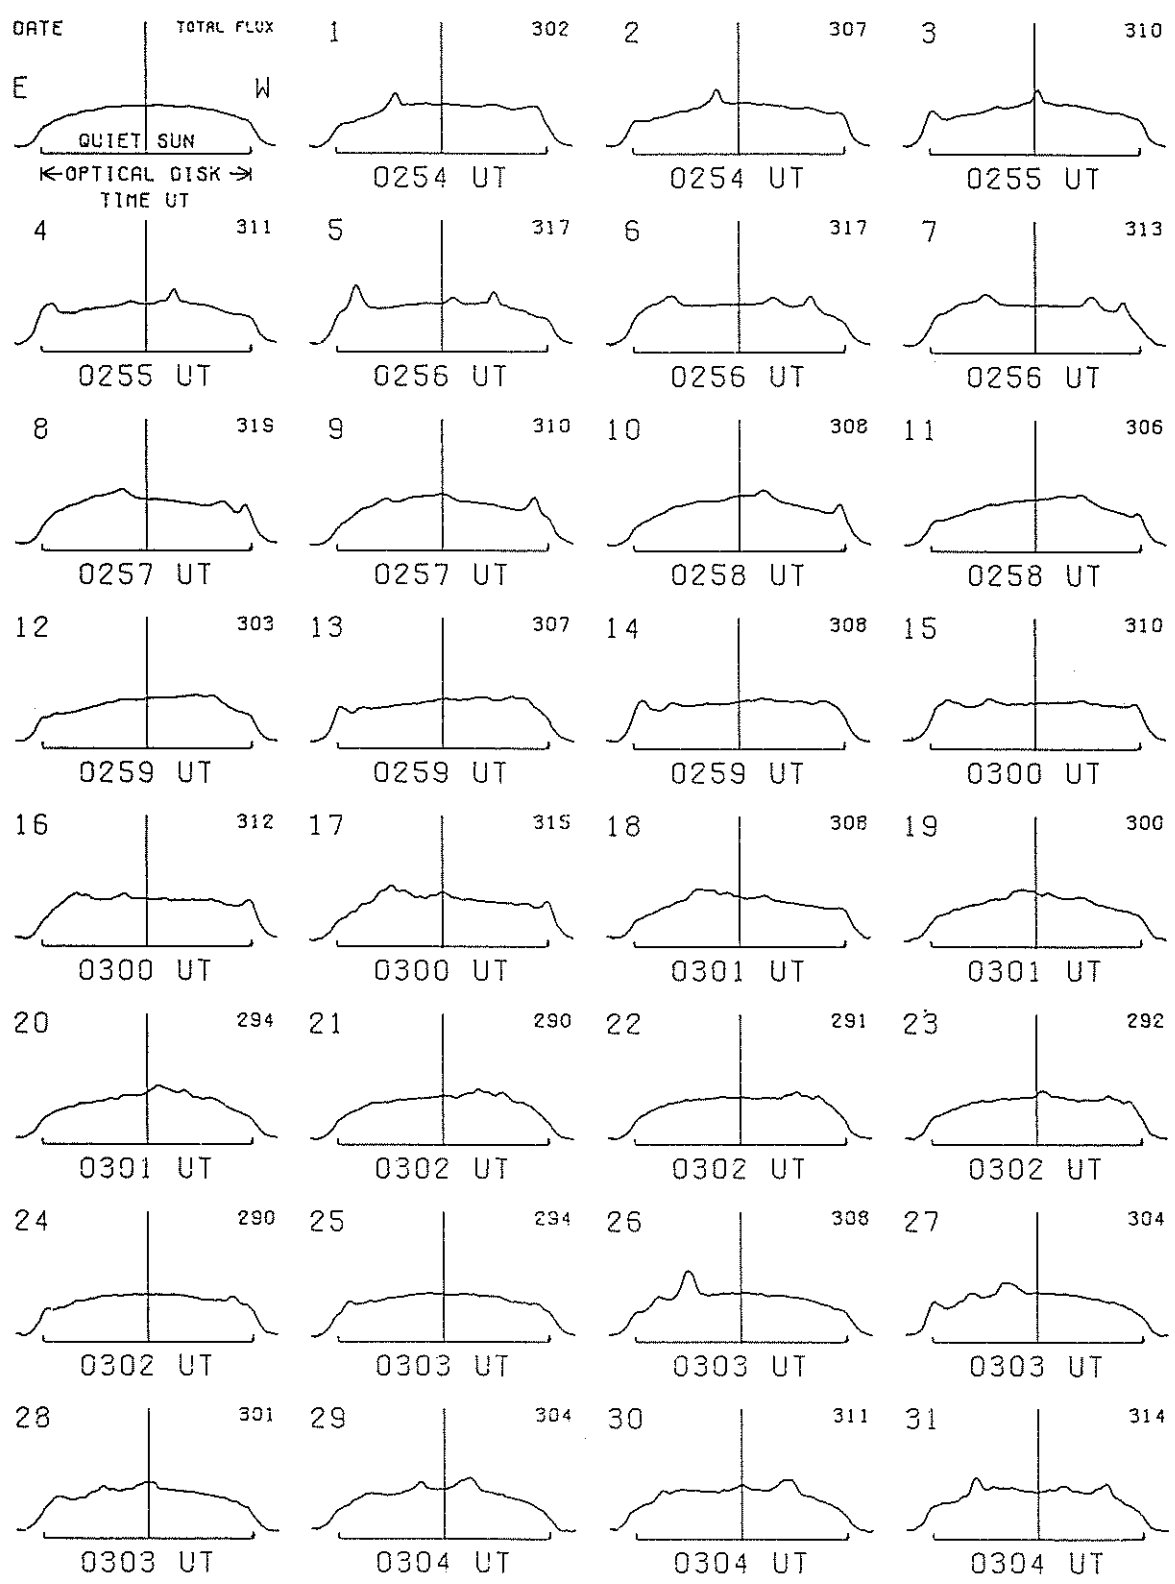 DATE TOTAL FLUX 1 302 2 307 3 310
E W
QUIET SUN
←OPTICAL DISK→ 0254 UT 0254 UT 0255 UT
TIME UT
4 311 5 317 6 317 7 313
0255 UT 0256 UT 0256 UT 0256 UT
8 319 9 310 10 308 11 306
0257 UT 0257 UT 0258 UT 0258 UT
12 303 13 307 14 308 15 310
0259 UT 0259 UT 0259 UT 0300 UT
16 312 17 315 18 308 19 300
0300 UT 0300 UT 0301 UT 0301 UT
20 294 21 290 22 291 23 292
0301 UT 0302 UT 0302 UT 0302 UT
24 290 25 294 26 308 27 304
0302 UT 0303 UT 0303 UT 0303 UT
28 301 29 304 30 311 31 314
0303 UT 0304 UT 0304 UT 0304 UT